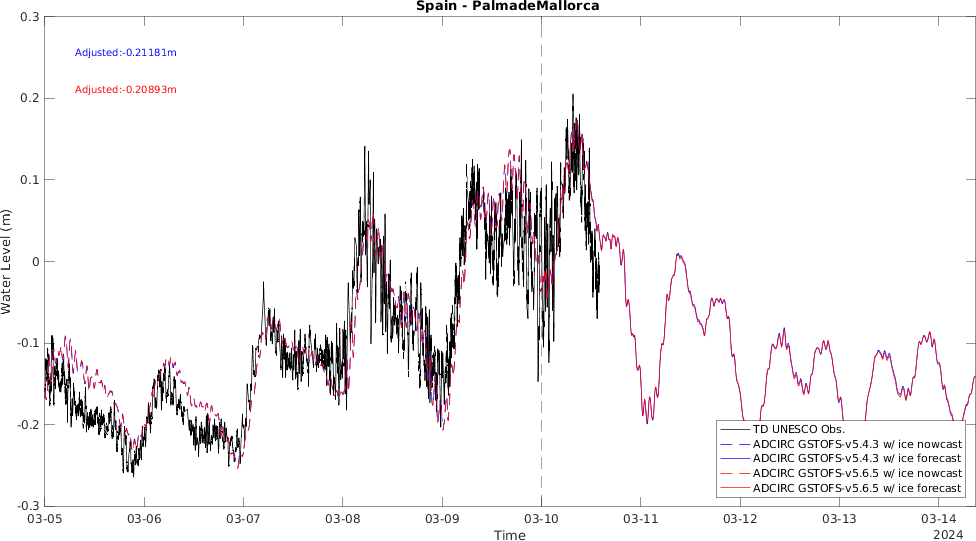 Spain - PalmadeMallorca
0.3
Adjusted:-0.21181m
Adjusted:-0.20893m
0.2
0.1
0
-0.1
-0.2
-0.3
Water Level (m)
TD UNESCO Obs.
ADCIRC GSTOFS-v5.4.3 w/ ice nowcast
ADCIRC GSTOFS-v5.4.3 w/ ice forecast
ADCIRC GSTOFS-v5.6.5 w/ ice nowcast
ADCIRC GSTOFS-v5.6.5 w/ ice forecast
03-05 03-06 03-07 03-08 03-09 03-10 03-11 03-12 03-13 03-14
Time
2024